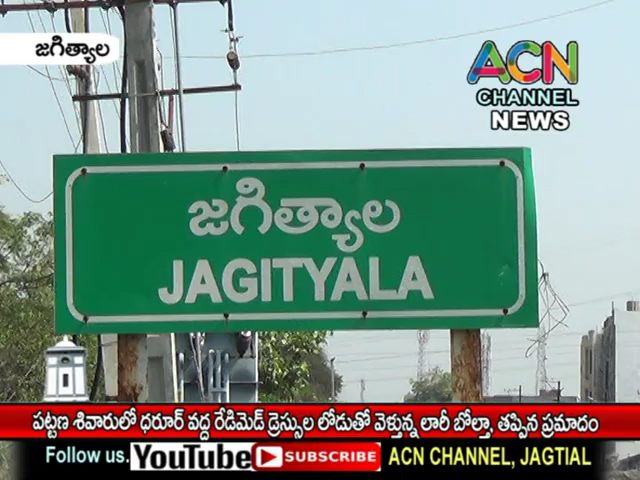 జగిత్యాల
ACN
CHANNEL
NEWS
జగిత్యాల
JAGITYALA
పట్టణ శివారులో ధరూర్ వద్ద రేడిమెడ్ డ్రెస్సుల లోడుతో వెళ్తున్న లారీ బోల్తా, తప్పిన ప్రమాదం
Follow us. YouTube SUBSCRIBE ACN CHANNEL, JAGTIAL